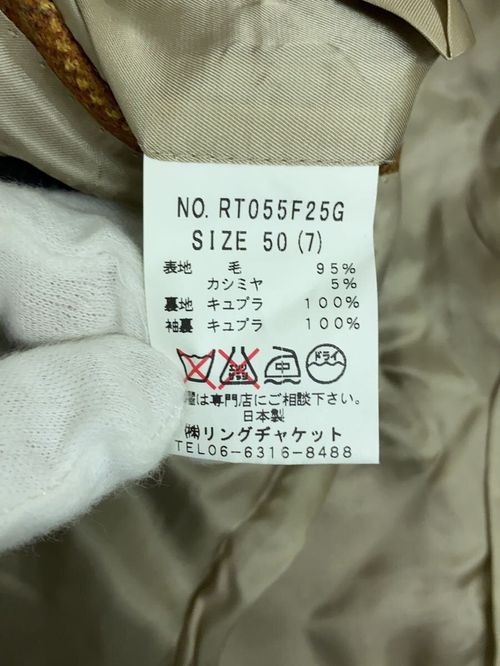 NO. RT055F25G
SIZE 50 (7)
表地 毛 95%
カシミヤ 5%
裏地 キュプラ 100%
袖裏 キュプラ 100%
中 ドライ
は専門店にご相談下さい。
日本製
㈱リングヂャケット
TEL06-6316-8488